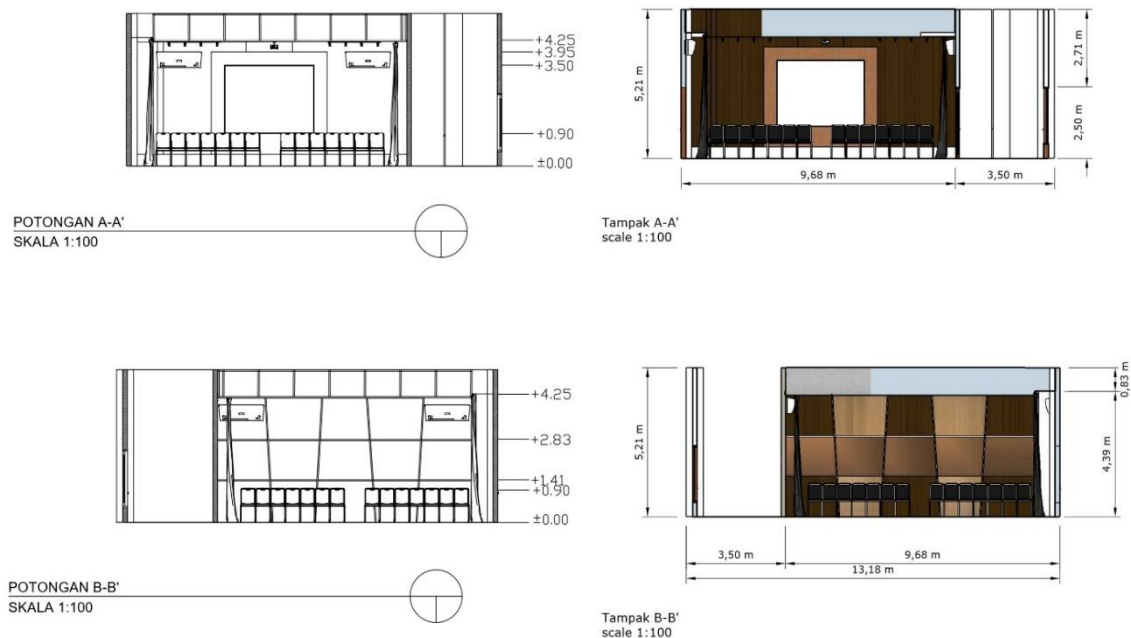 +4.25
+3.95
+3.50
+0.90
±0.00
POTONGAN A-A'
SKALA 1:100
5,21 m
2,71 m
2,50 m
9,68 m
3,50 m
Tampak A-A'
scale 1:100
+4.25
+2.83
+1.41
+0.90
±0.00
POTONGAN B-B'
SKALA 1:100
5,21 m
0,83 m
4,39 m
3,50 m
9,68 m
13,18 m
Tampak B-B'
scale 1:100